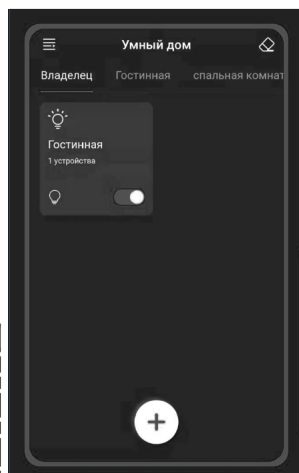 Умный дом
Владелец Гостинная спальная комнат
Гостинная
1 устройства